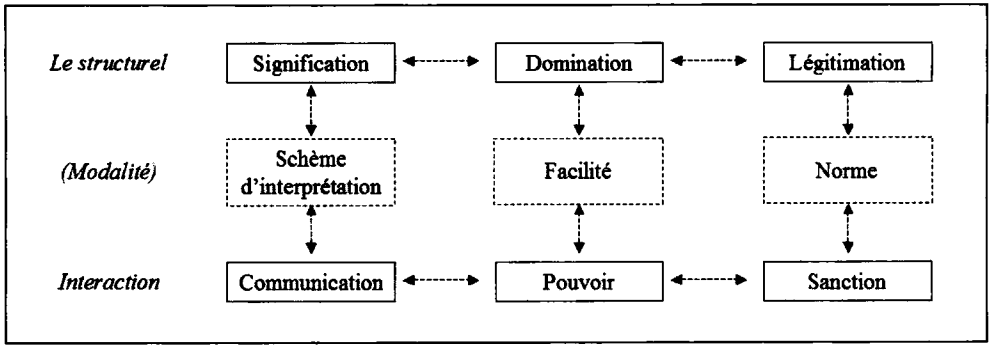 Le structurel Signification Domination Légitimation
(Modalité) Schème d'interprétation Facilité Norme
Interaction Communication Pouvoir Sanction